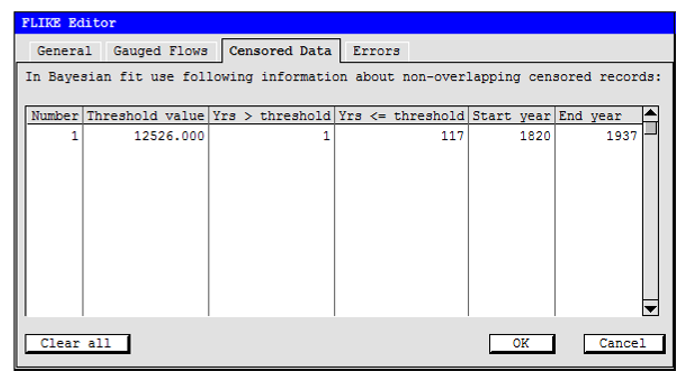 FLIKE Editor
General Gauged Flows Censored Data Errors
In Bayesian fit use following information about non-overlapping censored records:
Number Threshold value Yrs > threshold Yrs <= threshold Start year End year
1 12526.000 1 117 1820 1937
Clear all OK Cancel